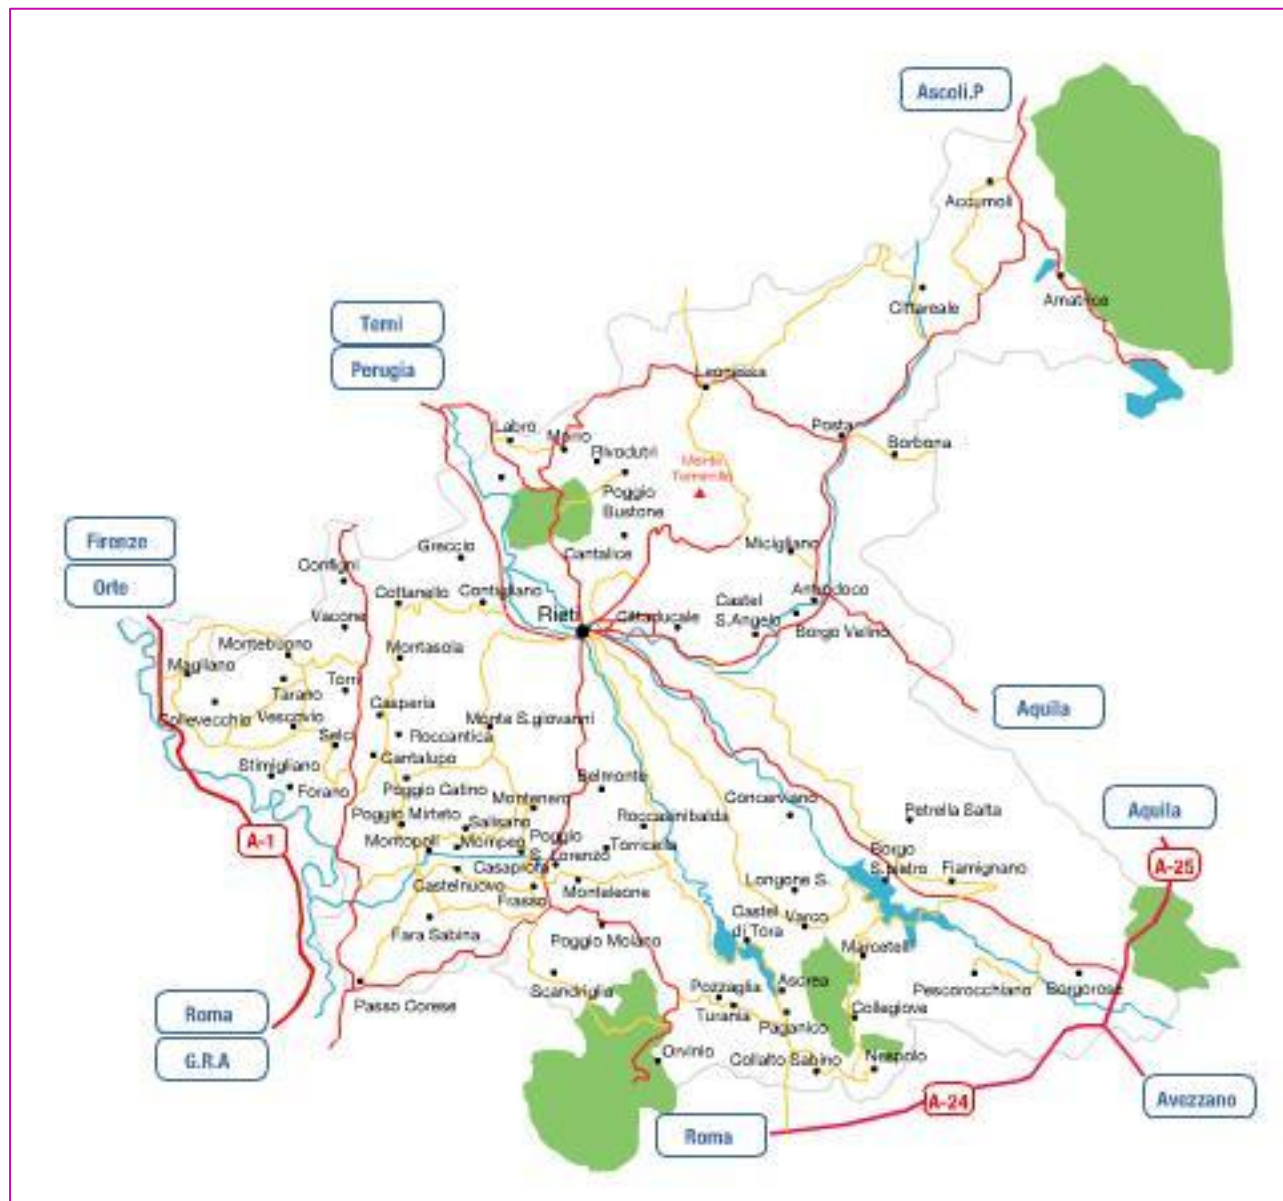 Ascoli.P
Accumoli
Cittareale
Amatrice
Terni
Perugia
Leonessa
Labro
Morro
Rivodutri
Posta
Borbona
Monte
Terminillo
Poggio
Bustone
Cantalice
Micigliano
Firenze
Orte
Greccio
Configni
Cottanello
Contigliano
Rieti
Cittaducale
Castel
S.Angelo
Antrodoco
Borgo Velino
Vacone
Montebuono
Magliano
Montasola
Tarano
Torri
Collevecchio
Vescovio
Casperia
Selci
Roccantica
Monte S.giovanni
Aquila
Cantalupo
Stimigliano
Forano
Poggio Catino
Belmonte
Montenero
Concerviano
Petrella Salta
Aquila
Poggio Mirteto
Salisano
Roccasinibalda
A-1
Montopoli
Mompeo
Poggio
S. Lorenzo
Torricella
Borgo
S.pietro
Fiamignano
A-25
Casaprota
Castelnuovo
Frasso
Monteleone
Longone S.
Castel
di Tora
Varco
Marcetelli
Fara Sabina
Poggio Moiano
Scandriglia
Pozzaglia
Ascrea
Pescorocchiano
Borgorose
Passo Corese
Turania
Paganico
Collegiove
Roma
G.R.A
Orvinio
Collalto Sabino
Nespolo
A-24
Avezzano
Roma